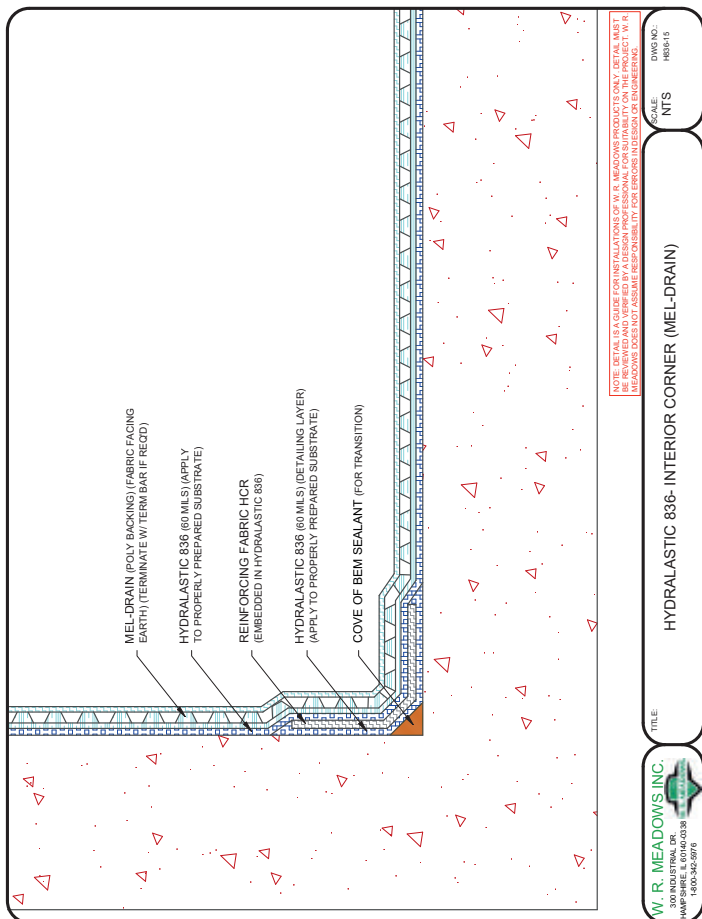 MEL-DRAIN (POLY BACKING) (FABRIC FACING
EARTH) (TERMINATE W/ TERM BAR IF REQ'D)
HYDRALASTIC 836 (60 MILS) (APPLY
TO PROPERLY PREPARED SUBSTRATE)
REINFORCING FABRIC HCR
(EMBEDDED IN HYDRALASTIC 836)
HYDRALASTIC 836 (60 MILS) (DETAILING LAYER)
(APPLY TO PROPERLY PREPARED SUBSTRATE)
COVE OF BEM SEALANT (FOR TRANSITION)
NOTE: DETAIL IS A GUIDE FOR INSTALLATIONS OF W. R. MEADOWS PRODUCTS ONLY. DETAIL MUST
BE REVIEWED AND VERIFIED BY A DESIGN PROFESSIONAL FOR SUITABILITY ON THE PROJECT. W. R.
MEADOWS DOES NOT ASSUME RESPONSIBILITY FOR ERRORS IN DESIGN OR ENGINEERING.
W. R. MEADOWS INC.
300 INDUSTRIAL DR.
HAMPSHIRE, IL 60140-0338
1-800-342-5976
TITLE:
HYDRALASTIC 836- INTERIOR CORNER (MEL-DRAIN)
SCALE:
NTS
DWG NO.:
H836-15